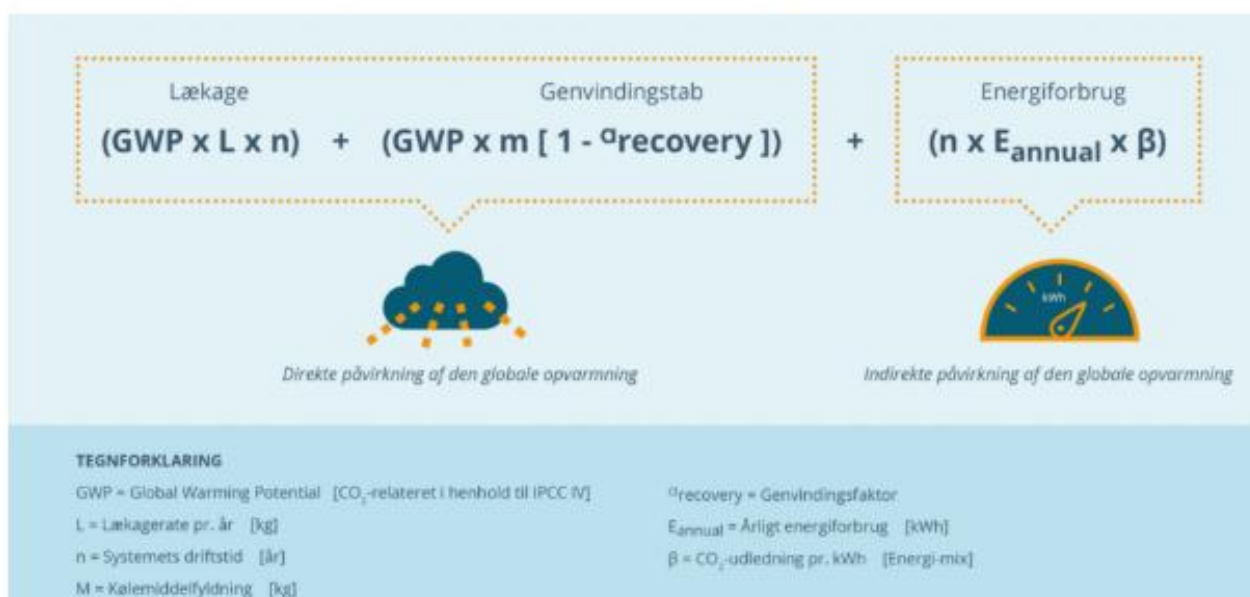 Lækage Genvindingstab Energiforbrug
(GWP x L x n) + (GWP x m [ 1 - αrecovery ]) + (n x Eannual x β)
kWh
Direkte påvirkning af den globale opvarmning Indirekte påvirkning af den globale opvarmning
TEGNFORKLARING
GWP = Global Warming Potential [CO₂-relateret i henhold til IPCC IV]
L = Lækagerate pr. år [kg]
n = Systemets driftstid [år]
M = Kølemiddelfyldning [kg]
αrecovery = Genvindingsfaktor
Eannual = Årligt energiforbrug [kWh]
β = CO₂-udledning pr. kWh [Energi-mix]